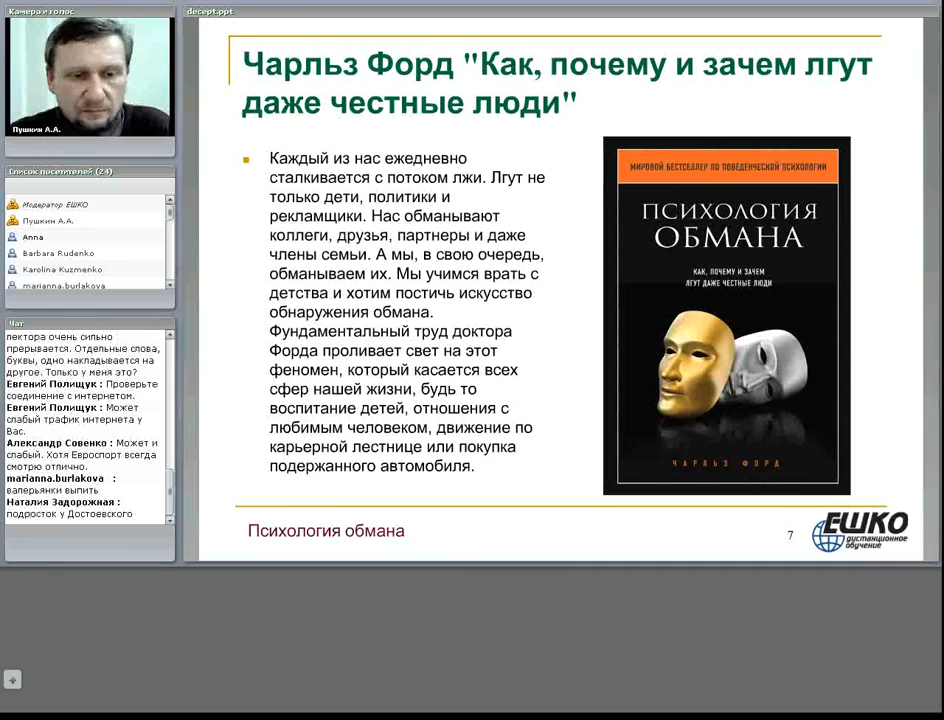 Камера и голос
Пушкин А.А.
Список посетителей (24)
Модератор ЕШКО
Пушкин А.А.
Anna
Barbara Rudenko
Karolina Kuzmenko
marianna.burlakova
Чат
лектора очень сильно
прерывается. Отдельные слова,
буквы, одно накладывается на
другое. Только у меня это?
Евгений Полищук : Проверьте
соединение с интернетом.
Евгений Полищук : Может
слабый трафик интернета у
Вас.
Александр Совенко : Может и
слабый. Хотя Евроспорт всегда
смотрю отлично.
marianna.burlakova :
валерьянки выпить
Наталия Задорожная :
подросток у Достоевского
decept.ppt
Чарльз Форд "Как, почему и зачем лгут
даже честные люди"
Каждый из нас ежедневно
сталкивается с потоком лжи. Лгут не
только дети, политики и
рекламщики. Нас обманывают
коллеги, друзья, партнеры и даже
члены семьи. А мы, в свою очередь,
обманываем их. Мы учимся врать с
детства и хотим постичь искусство
обнаружения обмана.
Фундаментальный труд доктора
Форда проливает свет на этот
феномен, который касается всех
сфер нашей жизни, будь то
воспитание детей, отношения с
любимым человеком, движение по
карьерной лестнице или покупка
подержанного автомобиля.
МИРОВОЙ БЕСТСЕЛЛЕР ПО ПОВЕДЕНЧЕСКОЙ ПСИХОЛОГИИ
ПСИХОЛОГИЯ
ОБМАНА
КАК, ПОЧЕМУ И ЗАЧЕМ
ЛГУТ ДАЖЕ ЧЕСТНЫЕ ЛЮДИ
ЧАРЛЬЗ ФОРД
Психология обмана
7
ЕШКО
дистанционное
обучение